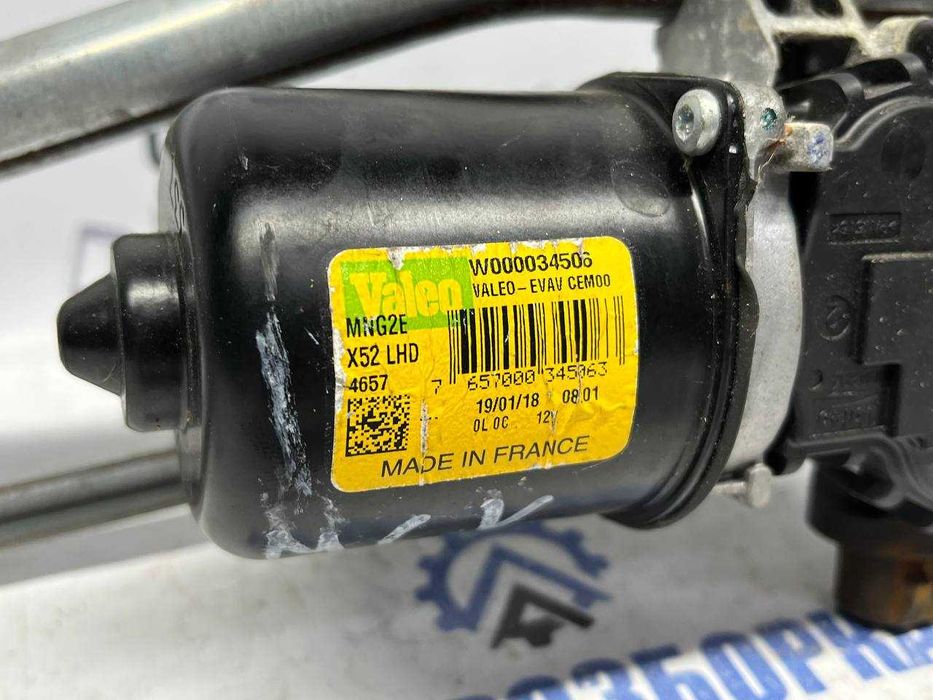 Valeo
W000034506
VALEO-EVAV CEM00
MNG2E
X52 LHD
4657
7 657000 345063
19/01/18 08:01
0L 0C 12V
MADE IN FRANCE